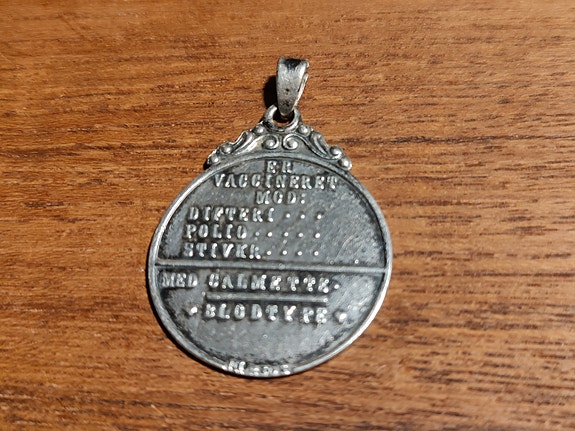 ER
VACCINERET
MOD:
DIFTERI . . .
POLIO . . . . .
STIVKR. . . . .
MED CALMETTE.
BLODTYPE